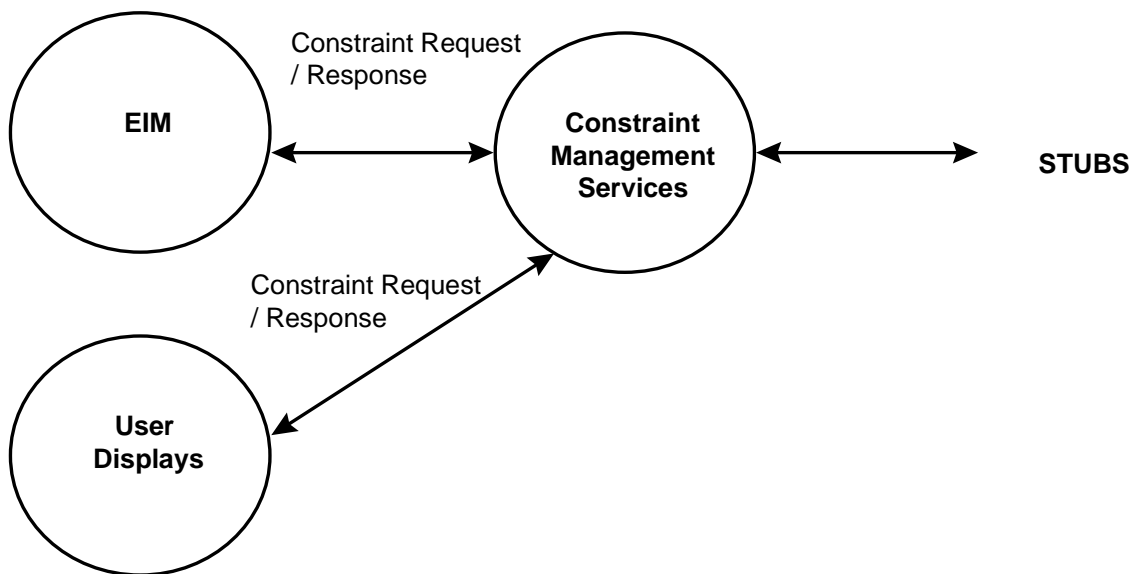 Constraint Request
/ Response
EIM
Constraint
Management
Services
STUBS
Constraint Request
/ Response
User
Displays